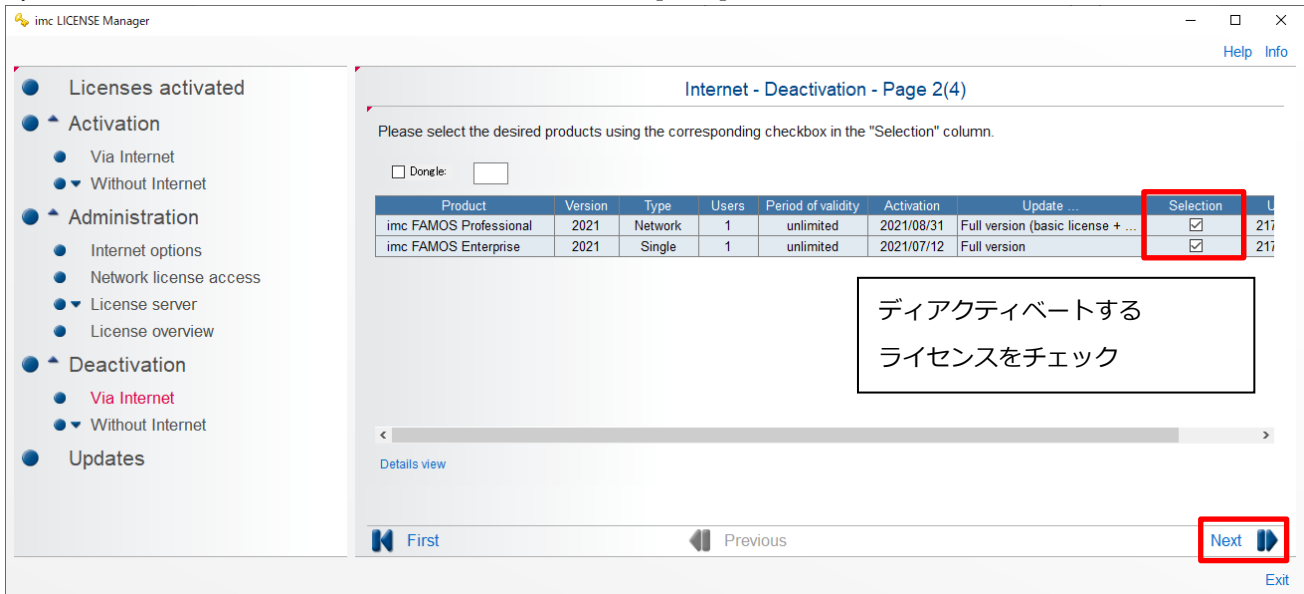 imc LICENSE Manager
Help Info
Licenses activated
Activation
Via Internet
Without Internet
Administration
Internet options
Network license access
License server
License overview
Deactivation
Via Internet
Without Internet
Updates
Internet - Deactivation - Page 2(4)
Please select the desired products using the corresponding checkbox in the "Selection" column.
Dongle:
Product Version Type Users Period of validity Activation Update ... Selection U
imc FAMOS Professional 2021 Network 1 unlimited 2021/08/31 Full version (basic license + ... 217
imc FAMOS Enterprise 2021 Single 1 unlimited 2021/07/12 Full version 217
ディアクティベートする
ライセンスをチェック
Details view
First Previous Next
Exit